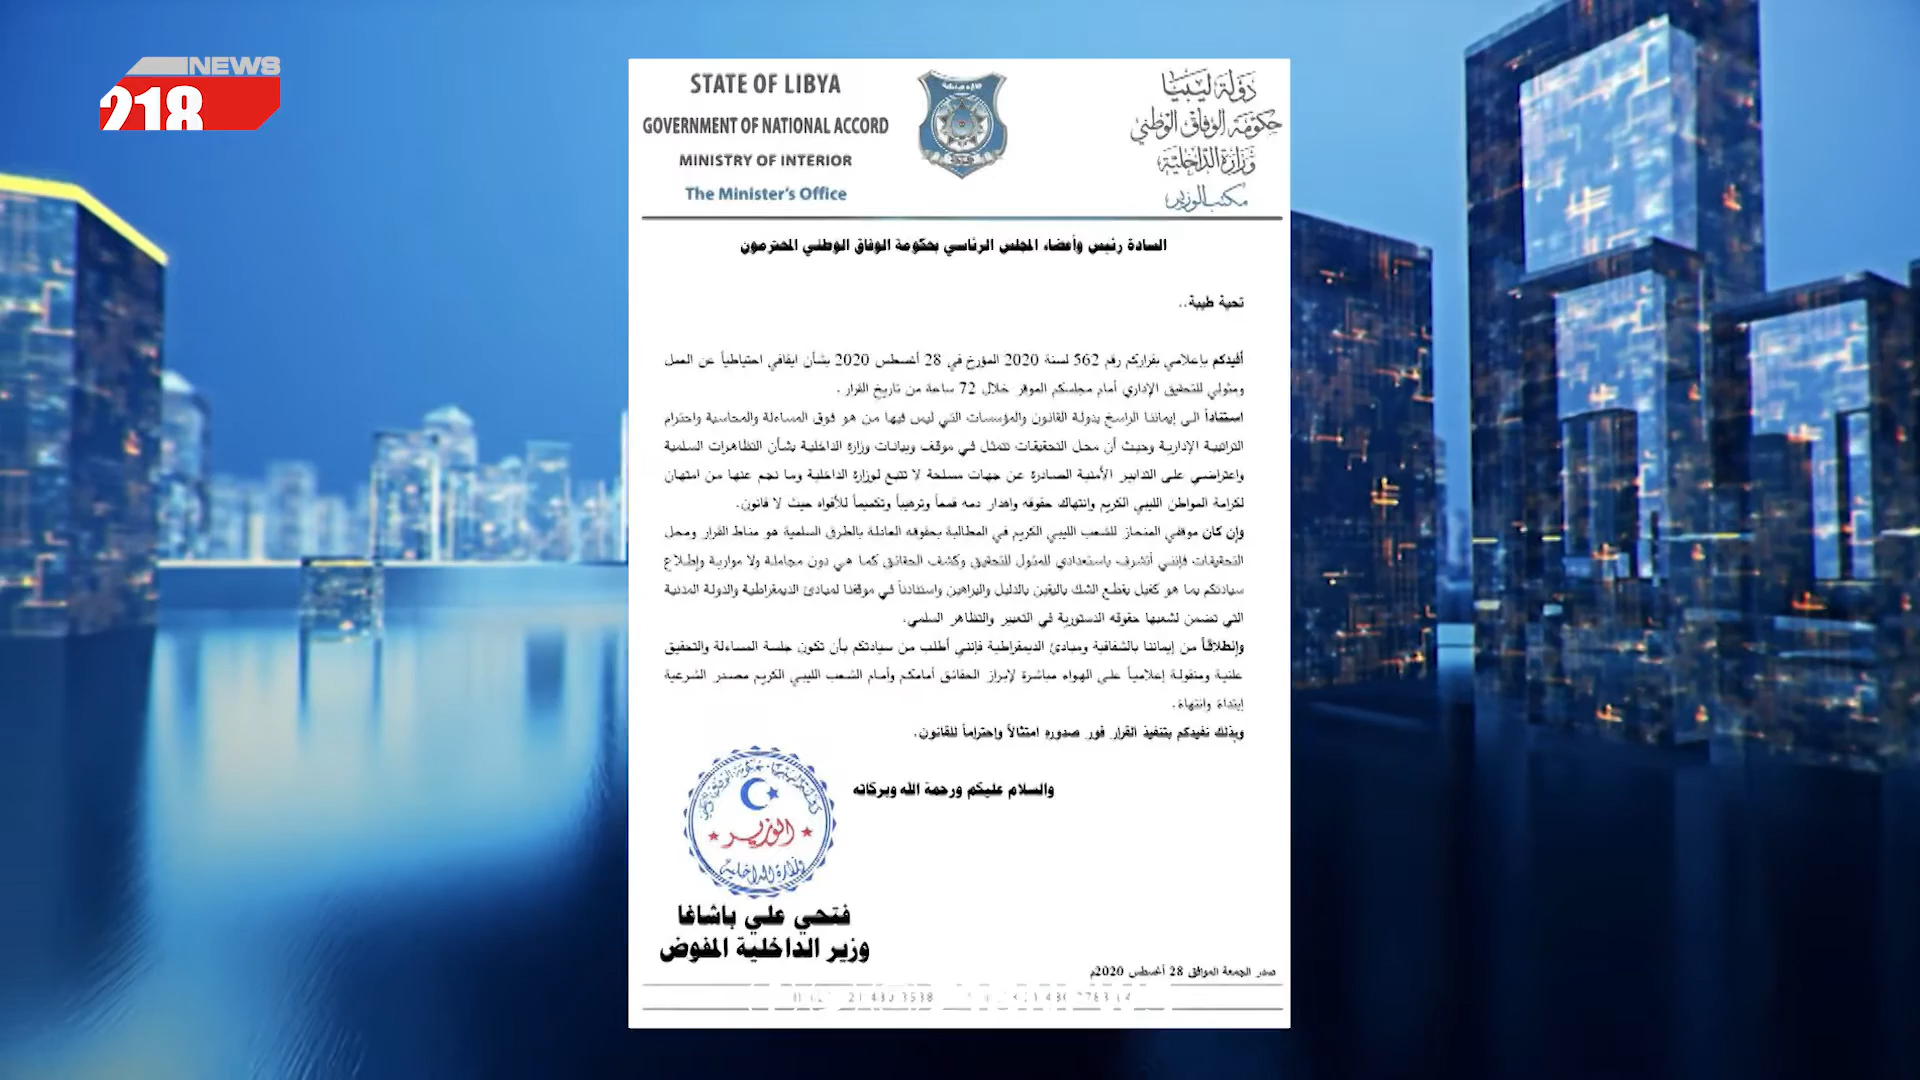 NEWS
218
STATE OF LIBYA
GOVERNMENT OF NATIONAL ACCORD
MINISTRY OF INTERIOR
The Minister's Office
دولة ليبيا
حكومة الوفاق الوطني
وزارة الداخلية
مكتب الوزير
السادة رئيس وأعضاء المجلس الرئاسي بحكومة الوفاق الوطني المحترمون
تحية طيبة..
أفيدكم بإعلامي بقراركم رقم 562 لسنة 2020 المؤرخ في 28 أغسطس 2020 بشأن ايقافي احتياطياً عن العمل
ومثولي للتحقيق الإداري أمام مجلسكم الموقر خلال 72 ساعة من تاريخ القرار .
استناداً الى إيماننا الراسخ بدولة القانون والمؤسسات التي ليس فيها من هو فوق المساءلة والمحاسبة واحترام
التراتبية الإدارية وحيث أن محل التحقيقات تتمثل في موقف وبيانات وزارة الداخلية بشأن التظاهرات السلمية
واعتراضي على التدابير الأمنية الصادرة عن جهات مسلحة لا تتبع لوزارة الداخلية وما نجم عنها من امتهان
لكرامة المواطن الليبي الكريم وانتهاك حقوقه واهدار دمه قمعاً وترهيباً وتكميماً للأفواه حيث لا قانون.
وإن كان موقفي المنحاز للشعب الليبي الكريم في المطالبة بحقوقه العادلة بالطرق السلمية هو مناط القرار ومحل
التحقيقات فإنني أتشرف باستعدادي للمثول للتحقيق وكشف الحقائق كما هي دون مجاملة ولا مواربة وإطلاع
سيادتكم بما هو كفيل بقطع الشك باليقين بالدليل والبراهين واستنادنا في موقفنا لمبادئ الديمقراطية والدولة المدنية
التي تضمن لشعبها حقوقه الدستورية في التعبير والتظاهر السلمي.
وإنطلاقاً من إيماننا بالشفافية ومبادئ الديمقراطية فإنني أطلب من سيادتكم بأن تكون جلسة المساءلة والتحقيق
علنية ومنقولة إعلامياً على الهواء مباشرة لإبراز الحقائق أمامكم وأمام الشعب الليبي الكريم مصدر الشرعية
إبتداءً وانتهاءً.
وبذلك نفيدكم بتنفيذ القرار فور صدوره امتثالاً واحتراماً للقانون.
والسلام عليكم ورحمة الله وبركاته
الوزير
وزارة الداخلية
فتحي علي باشاغا
وزير الداخلية المفوض
صدر الجمعة الموافق 28 أغسطس 2020م